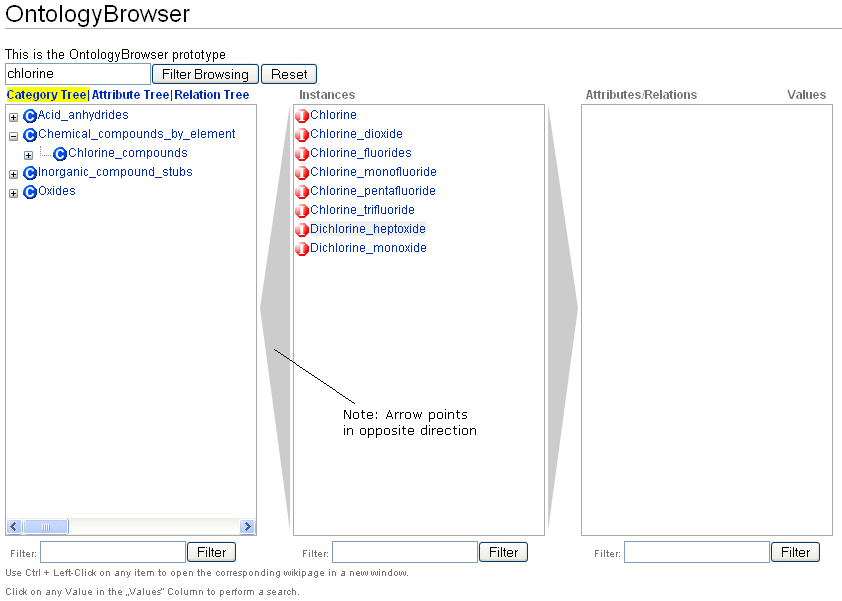 OntologyBrowser
This is the OntologyBrowser prototype
chlorine Filter Browsing Reset
Category Tree| Attribute Tree| Relation Tree Instances Attributes/Relations Values
Acid_anhydrides
Chemical_compounds_by_element
Chlorine_compounds
Inorganic_compound_stubs
Oxides
Chlorine
Chlorine_dioxide
Chlorine_fluorides
Chlorine_monofluoride
Chlorine_pentafluoride
Chlorine_trifluoride
Dichlorine_heptoxide
Dichlorine_monoxide
Note: Arrow points
in opposite direction
Filter: Filter Filter: Filter Filter: Filter
Use Ctrl + Left-Click on any item to open the corresponding wikipage in a new window.
Click on any Value in the „Values" Column to perform a search.